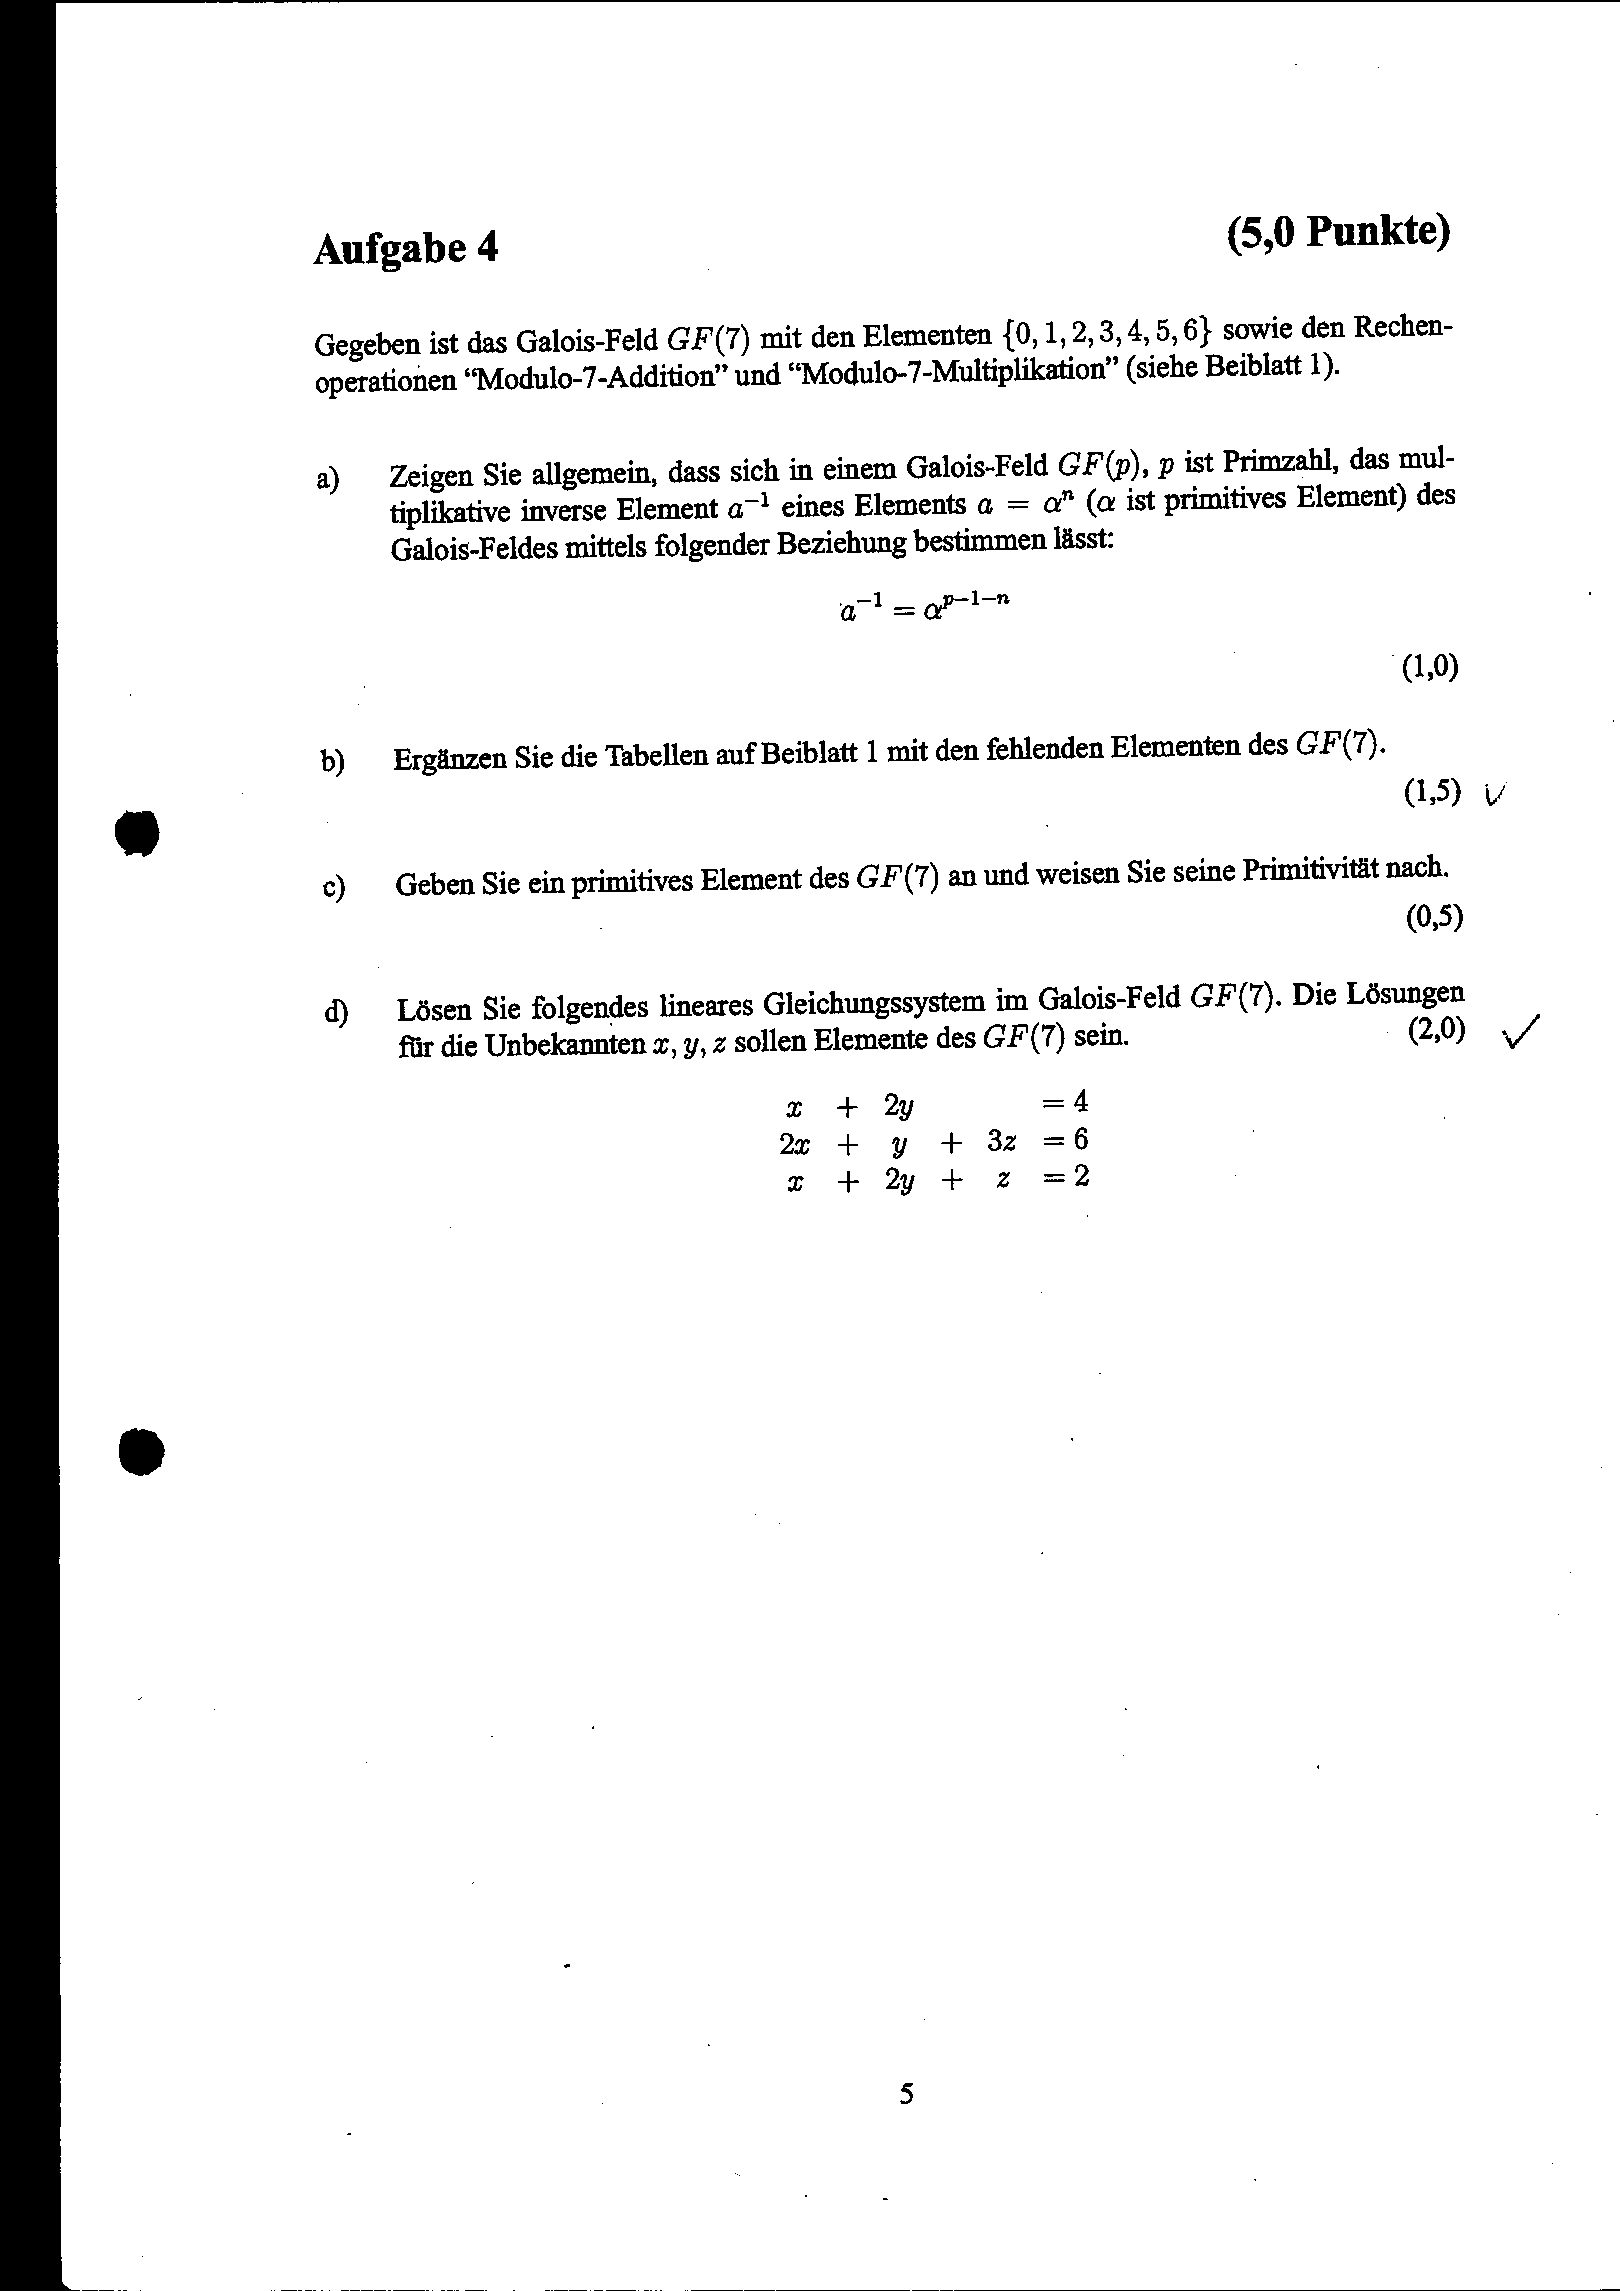 Aufgabe 4 (5,0 Punkte)
Gegeben ist das Galois-Feld GF(7) mit den Elementen {0, 1, 2, 3, 4, 5, 6} sowie den Rechen-
operationen “Modulo-7-Addition” und “Modulo-7-Multiplikation” (siehe Beiblatt 1).
a) Zeigen Sie allgemein, dass sich in einem Galois-Feld GF(p), p ist Primzahl, das mul-
tiplikative inverse Element a⁻¹ eines Elements a = αⁿ (α ist primitives Element) des
Galois-Feldes mittels folgender Beziehung bestimmen lässt:
a⁻¹ = α^{p−1−n}
(1,0)
b) Ergänzen Sie die Tabellen auf Beiblatt 1 mit den fehlenden Elementen des GF(7).
(1,5) ✓
c) Geben Sie ein primitives Element des GF(7) an und weisen Sie seine Primitivität nach.
(0,5)
d) Lösen Sie folgendes lineares Gleichungssystem im Galois-Feld GF(7). Die Lösungen
für die Unbekannten x, y, z sollen Elemente des GF(7) sein. (2,0) ✓
x + 2y = 4
2x + y + 3z = 6
x + 2y + z = 2
5